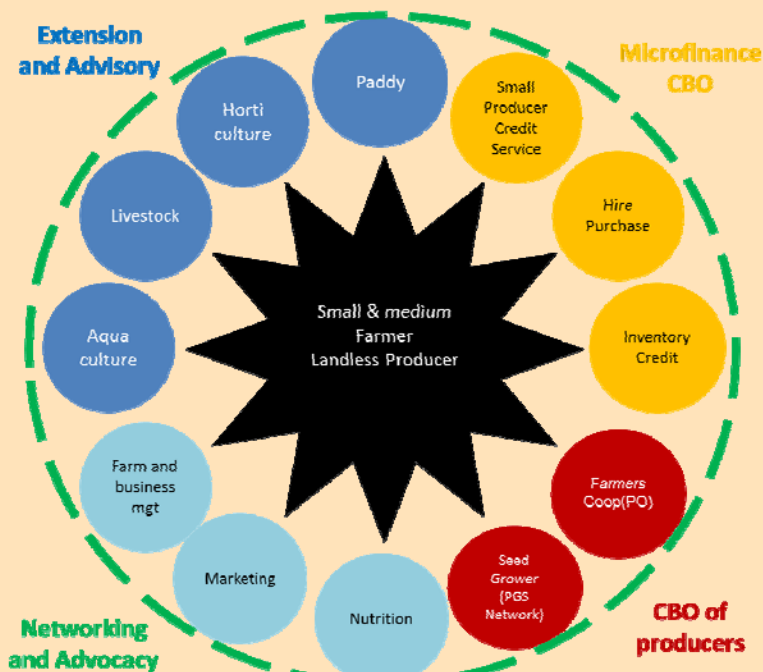 Extension
and Advisory
Microfinance
CBO
Paddy
Small
Producer
Credit
Service
Horti
culture
Hire
Purchase
Livestock
Small & medium
Farmer
Landless Producer
Aqua
culture
Inventory
Credit
Farm and
business
mgt
Farmers
Coop(PO)
Marketing
Nutrition
Seed
Grower
(PGS
Network)
Networking
and Advocacy
CBO of
producers